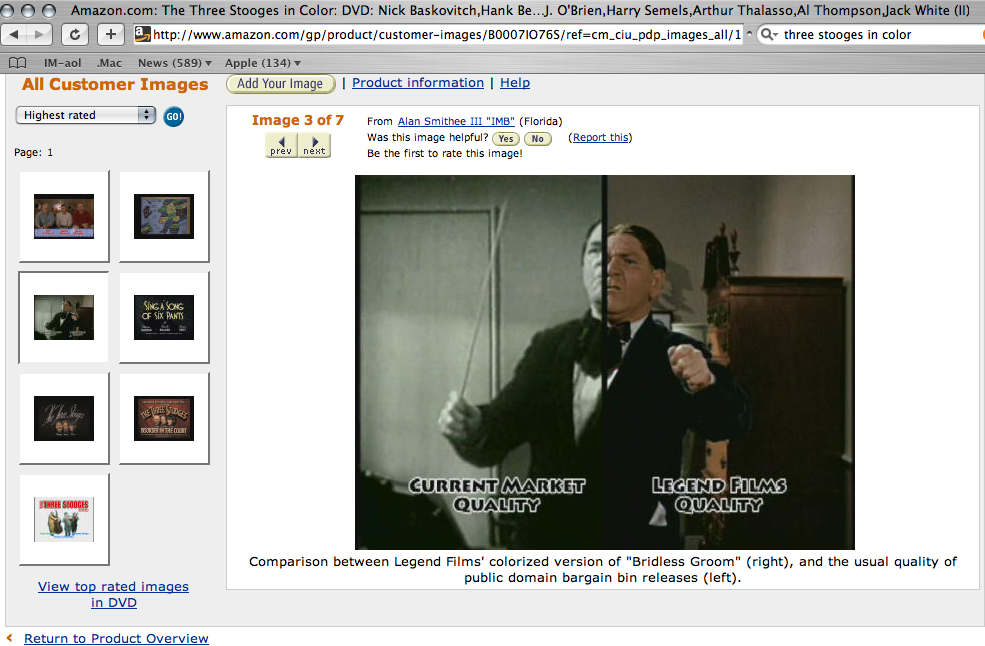 Amazon.com: The Three Stooges in Color: DVD: Nick Baskovitch,Hank Be...J. O'Brien,Harry Semels,Arthur Thalasso,Al Thompson,Jack White (II)
http://www.amazon.com/gp/product/customer-images/B0007IO76S/ref=cm_ciu_pdp_images_all/1
three stooges in color
IM-aol .Mac News (589) Apple (134)
All Customer Images
Add Your Image | Product information | Help
Highest rated GO!
Page: 1
Image 3 of 7
prev next
From Alan Smithee III "IMB" (Florida)
Was this image helpful? Yes No (Report this)
Be the first to rate this image!
SING A SONG
OF SIX PANTS
The Three Stooges
THE THREE STOOGES
DISORDER IN THE COURT
THREE STOOGES
CURRENT MARKET
QUALITY
LEGEND FILMS
QUALITY
Comparison between Legend Films' colorized version of "Bridless Groom" (right), and the usual quality of
public domain bargain bin releases (left).
View top rated images
in DVD
Return to Product Overview